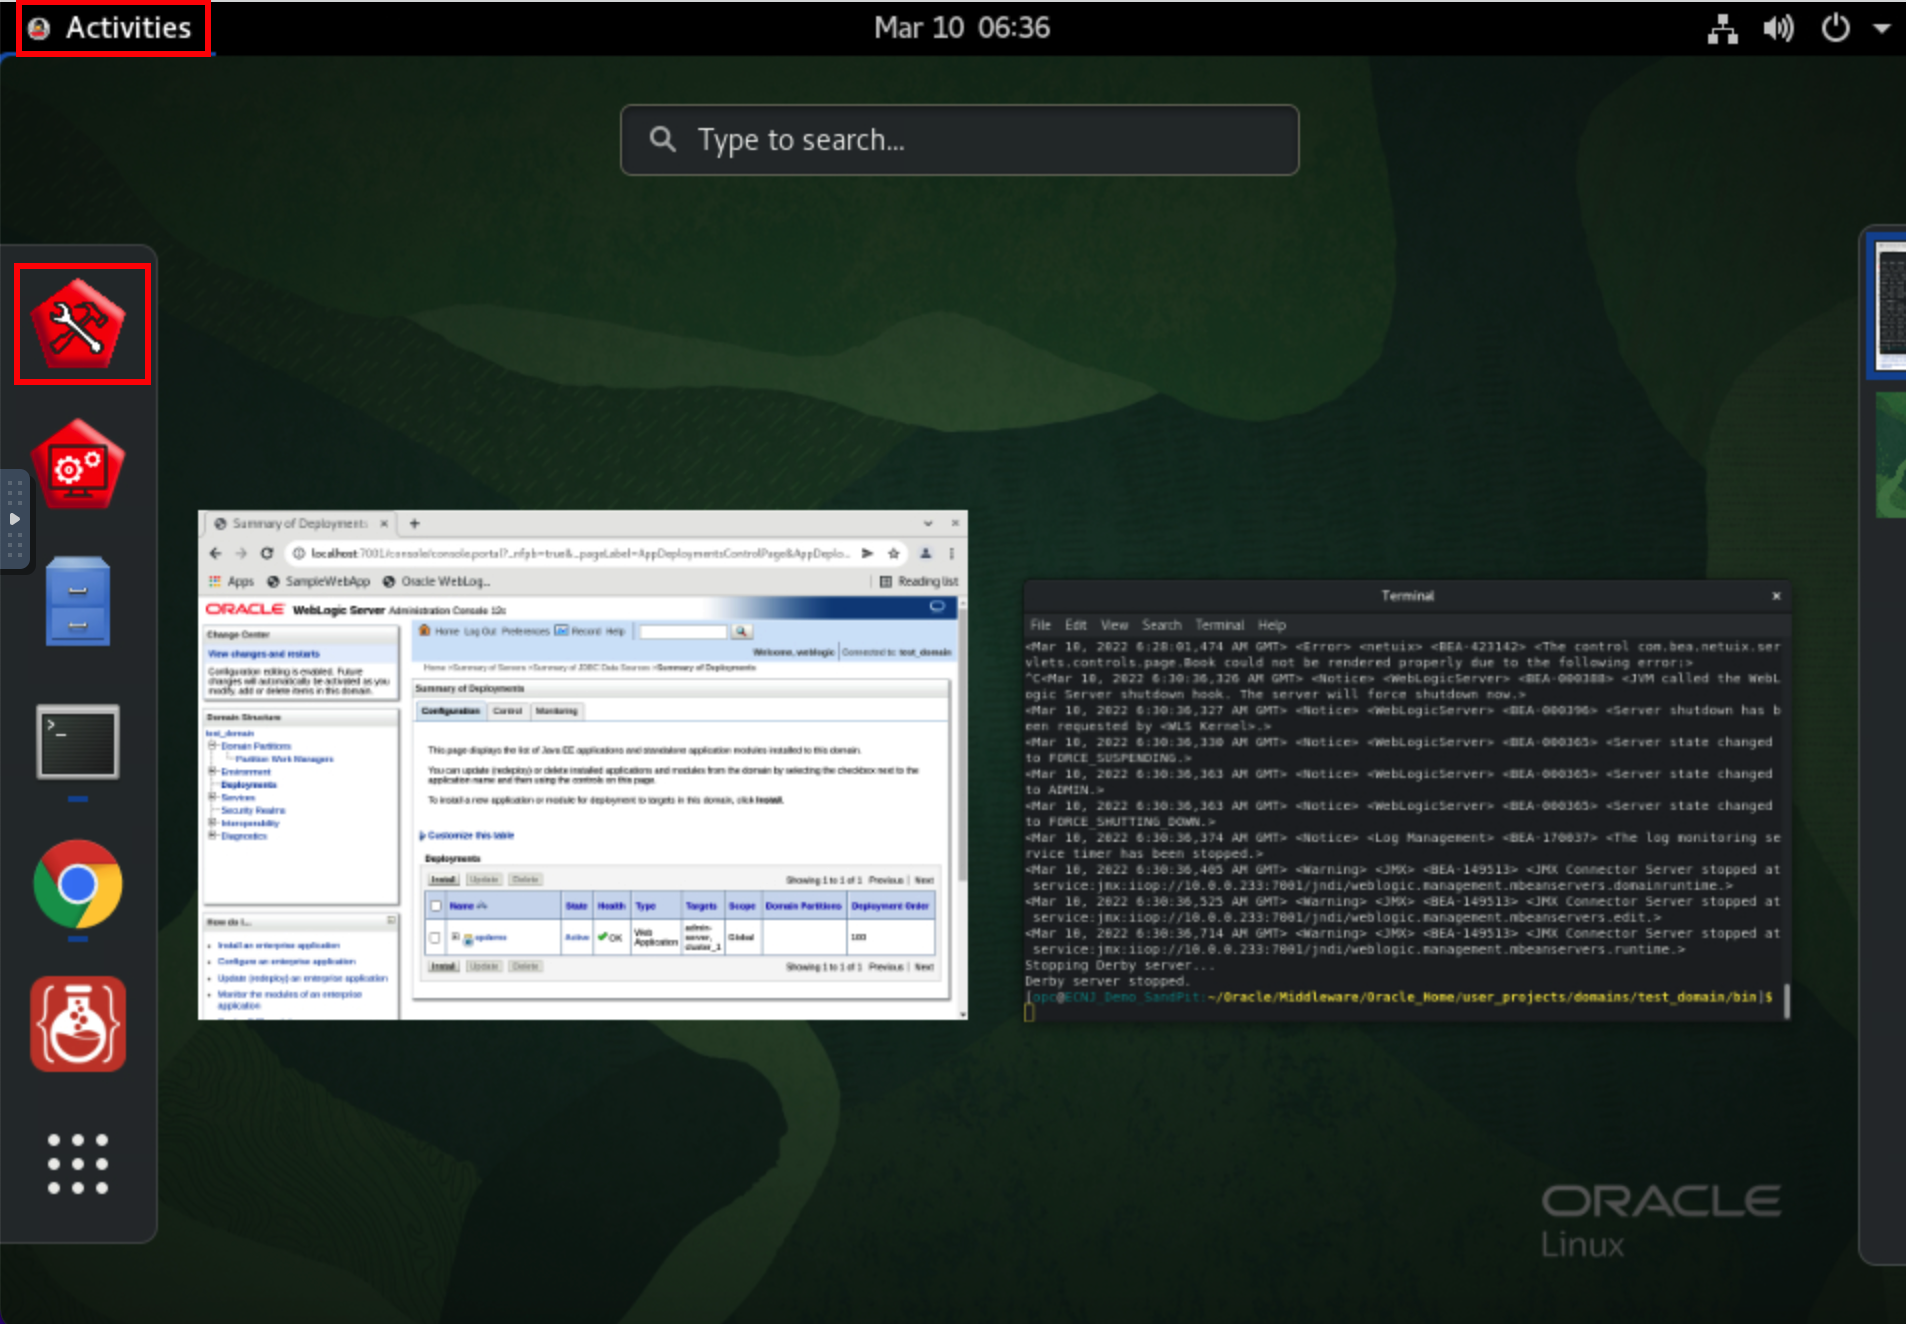 Activities
Mar 10 06:36
Type to search...
Summary of Deployments
localhost:7001/console/console.portal?_nfpb=true&_pageLabel=AppDeploymentsControlPage&AppDeplo...
Apps SampleWebApp Oracle WebLog... Reading list
ORACLE WebLogic Server Administration Console 12c
Change Center
View changes and restarts
Configuration editing is enabled. Future
changes will automatically be activated as you
modify, add or delete items in this domain.
Domain Structure
test_domain
Domain Partitions
Partition Work Managers
Environment
Deployments
Services
Security Realms
Interoperability
Diagnostics
How do I...
Install an enterprise application
Configure an enterprise application
Update (redeploy) an enterprise application
Monitor the modules of an enterprise
application
Home Log Out Preferences Record Help
Welcome, weblogic Connected to: test_domain
Home >Summary of Servers >Summary of JDBC Data Sources >Summary of Deployments
Summary of Deployments
Configuration Control Monitoring
This page displays the list of Java EE applications and standalone application modules installed to this domain.
You can update (redeploy) or delete installed applications and modules from the domain by selecting the checkbox next to the
application name and then using the controls on this page.
To install a new application or module for deployment to targets in this domain, click Install.
Customize this table
Deployments
Install Update Delete Showing 1 to 1 of 1 Previous | Next
Name State Health Type Targets Scope Domain Partitions Deployment Order
Active OK Web Application admin-server, cluster_1 Global 100
Install Update Delete Showing 1 to 1 of 1 Previous | Next
Terminal
File Edit View Search Terminal Help
<Mar 10, 2022 6:28:01,474 AM GMT> <Error> <netuix> <BEA-423142> <The control com.bea.netuix.ser
vlets.controls.page.Book could not be rendered properly due to the following error:>
^C<Mar 10, 2022 6:30:36,326 AM GMT> <Notice> <WebLogicServer> <BEA-000388> <JVM called the WebL
ogic Server shutdown hook. The server will force shutdown now.>
<Mar 10, 2022 6:30:36,327 AM GMT> <Notice> <WebLogicServer> <BEA-000396> <Server shutdown has b
een requested by <WLS Kernel>.>
<Mar 10, 2022 6:30:36,330 AM GMT> <Notice> <WebLogicServer> <BEA-000365> <Server state changed
to FORCE_SUSPENDING.>
<Mar 10, 2022 6:30:36,363 AM GMT> <Notice> <WebLogicServer> <BEA-000365> <Server state changed
to ADMIN.>
<Mar 10, 2022 6:30:36,363 AM GMT> <Notice> <WebLogicServer> <BEA-000365> <Server state changed
to FORCE_SHUTTING_DOWN.>
<Mar 10, 2022 6:30:36,374 AM GMT> <Notice> <Log Management> <BEA-170037> <The log monitoring se
rvice timer has been stopped.>
<Mar 10, 2022 6:30:36,405 AM GMT> <Warning> <JMX> <BEA-149513> <JMX Connector Server stopped at
service:jmx:iiop://10.0.0.233:7001/jndi/weblogic.management.mbeanservers.domainruntime.>
<Mar 10, 2022 6:30:36,525 AM GMT> <Warning> <JMX> <BEA-149513> <JMX Connector Server stopped at
service:jmx:iiop://10.0.0.233:7001/jndi/weblogic.management.mbeanservers.edit.>
<Mar 10, 2022 6:30:36,714 AM GMT> <Warning> <JMX> <BEA-149513> <JMX Connector Server stopped at
service:jmx:iiop://10.0.0.233:7001/jndi/weblogic.management.mbeanservers.runtime.>
Stopping Derby server...
Derby server stopped.
[opc@ECNJ_Demo_SandPit:~/Oracle/Middleware/Oracle_Home/user_projects/domains/test_domain/bin]$
>_
ORACLE
Linux